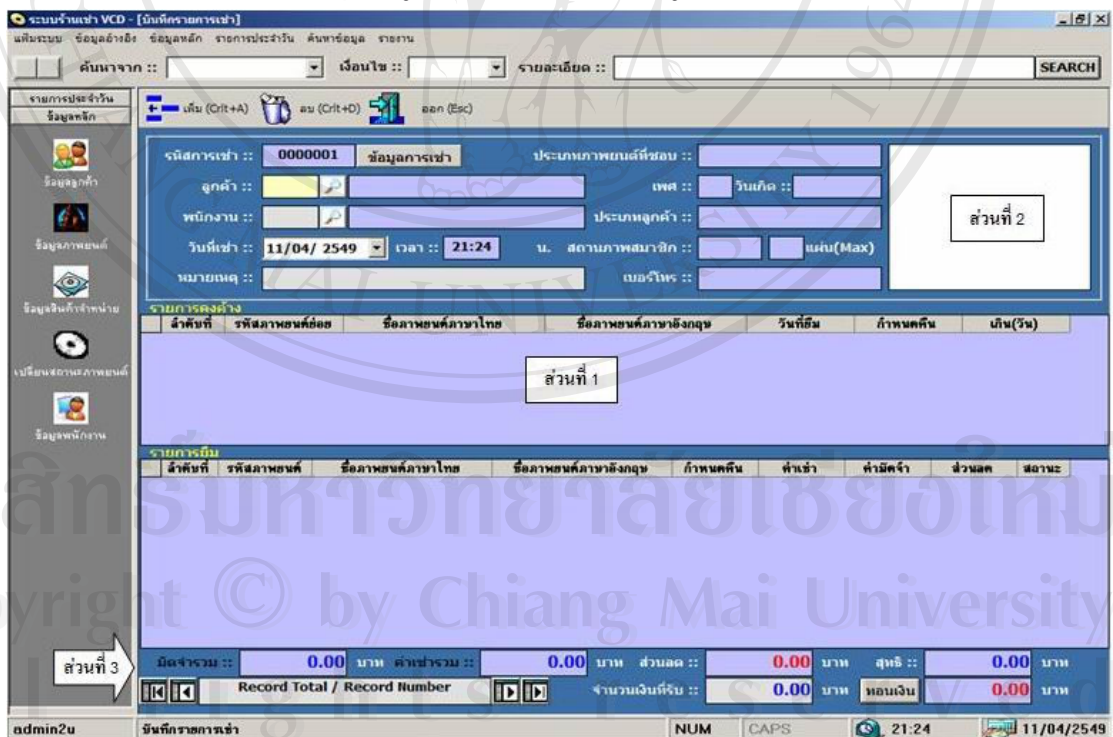 ระบบร้านเช่า VCD - [บันทึกรายการเช่า]
แฟ้มระบบ ข้อมูลอ้างอิง ข้อมูลหลัก รายการประจำวัน ค้นหาข้อมูล รายงาน
ค้นหาจาก :: เงื่อนไข :: รายละเอียด :: SEARCH
รายการประจำวัน
ข้อมูลหลัก
เพิ่ม (Crlt+A) ลบ (Crlt+D) ออก (Esc)
ข้อมูลลูกค้า
ข้อมูลภาพยนต์
ข้อมูลสินค้าจำหน่าย
เปลี่ยนสถานะภาพยนต์
ข้อมูลพนักงาน
รหัสการเช่า :: 0000001 ข้อมูลการเช่า ประเภทภาพยนต์ที่ชอบ ::
ลูกค้า :: เพศ :: วันเกิด ::
พนักงาน :: ประเภทลูกค้า ::
วันที่เช่า :: 11/04/ 2549 เวลา :: 21:24 น. สถานภาพสมาชิก :: แผ่น(Max)
หมายเหตุ :: เบอร์โทร ::
ส่วนที่ 2
รายการคงค้าง
ลำดับที่ รหัสภาพยนต์ย่อย ชื่อภาพยนต์ภาษาไทย ชื่อภาพยนต์ภาษาอังกฤษ วันที่ยืม กำหนดคืน เกิน(วัน)
ส่วนที่ 1
รายการยืม
ลำดับที่ รหัสภาพยนต์ ชื่อภาพยนต์ภาษาไทย ชื่อภาพยนต์ภาษาอังกฤษ กำหนดคืน ค่าเช่า ค่ามัดจำ ส่วนลด สถานะ
สิทธิ์มหาวิทยาลัยเชียงใหม่
yright © by Chiang Mai University
ส่วนที่ 3
มัดจำรวม :: 0.00 บาท ค่าเช่ารวม :: 0.00 บาท ส่วนลด :: 0.00 บาท สุทธิ :: 0.00 บาท
Record Total / Record Number จำนวนเงินที่รับ :: 0.00 บาท ทอนเงิน 0.00 บาท
admin2u บันทึกรายการเช่า NUM CAPS 21:24 11/04/2549